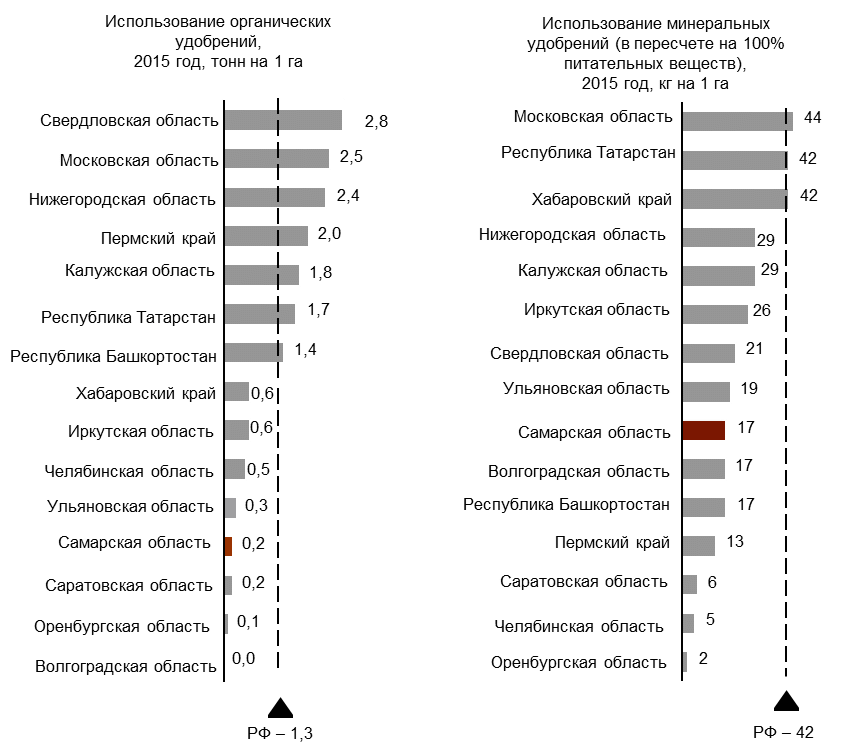 Использование органических
удобрений,
2015 год, тонн на 1 га
Свердловская область 2,8
Московская область 2,5
Нижегородская область 2,4
Пермский край 2,0
Калужская область 1,8
Республика Татарстан 1,7
Республика Башкортостан 1,4
Хабаровский край 0,6
Иркутская область 0,6
Челябинская область 0,5
Ульяновская область 0,3
Самарская область 0,2
Саратовская область 0,2
Оренбургская область 0,1
Волгоградская область 0,0
РФ – 1,3
Использование минеральных
удобрений (в пересчете на 100%
питательных веществ),
2015 год, кг на 1 га
Московская область 44
Республика Татарстан 42
Хабаровский край 42
Нижегородская область 29
Калужская область 29
Иркутская область 26
Свердловская область 21
Ульяновская область 19
Самарская область 17
Волгоградская область 17
Республика Башкортостан 17
Пермский край 13
Саратовская область 6
Челябинская область 5
Оренбургская область 2
РФ – 42